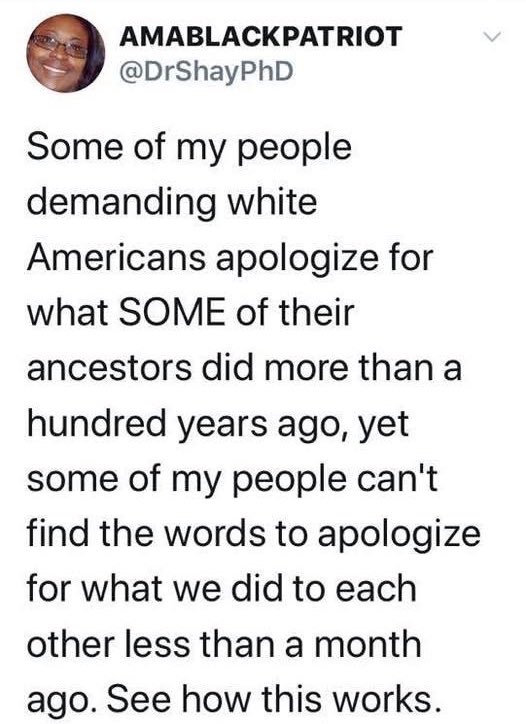 AMABLACKPATRIOT
@DrShayPhD
Some of my people
demanding white
Americans apologize for
what SOME of their
ancestors did more than a
hundred years ago, yet
some of my people can't
find the words to apologize
for what we did to each
other less than a month
ago. See how this works.